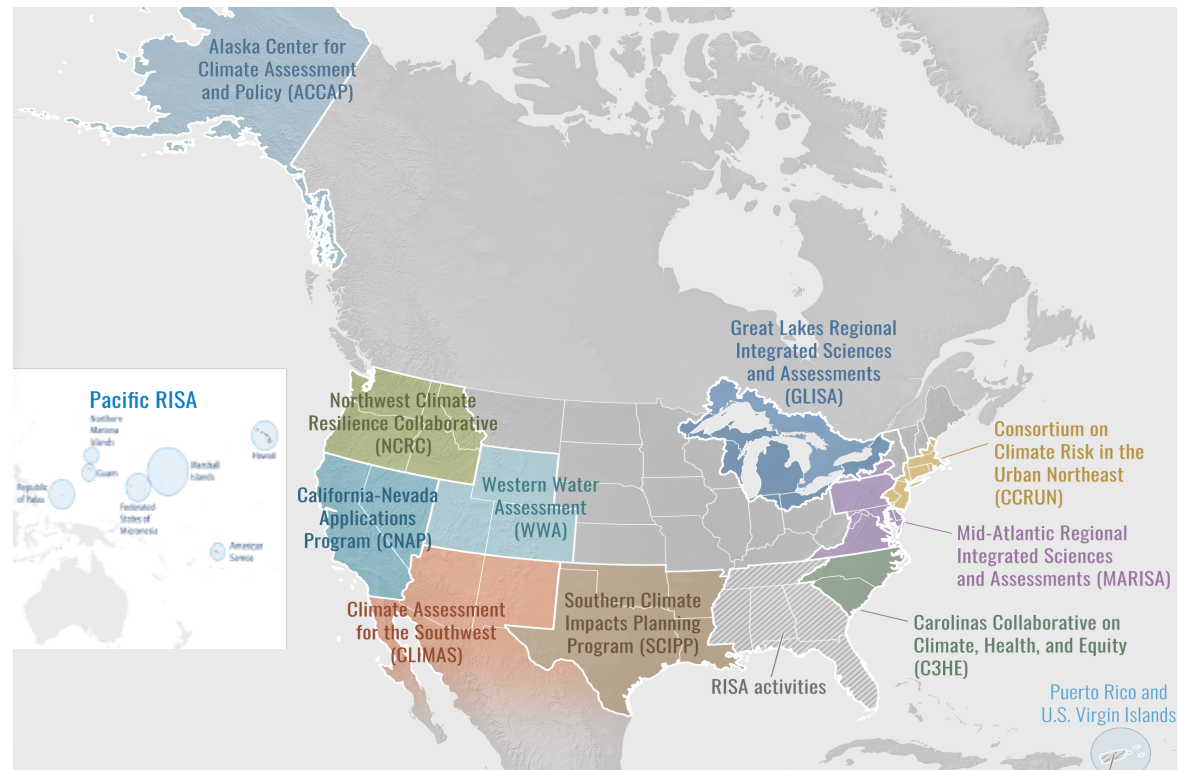 Alaska Center for
Climate Assessment
and Policy (ACCAP)
Great Lakes Regional
Integrated Sciences
and Assessments
(GLISA)
Pacific RISA
Northern
Mariana
Islands
Guam
Marshall
Islands
Hawaii
Republic
of Palau
Federated
States of
Micronesia
American
Samoa
Northwest Climate
Resilience Collaborative
(NCRC)
California-Nevada
Applications
Program (CNAP)
Western Water
Assessment
(WWA)
Consortium on
Climate Risk in the
Urban Northeast
(CCRUN)
Mid-Atlantic Regional
Integrated Sciences
and Assessments (MARISA)
Climate Assessment
for the Southwest
(CLIMAS)
Southern Climate
Impacts Planning
Program (SCIPP)
Carolinas Collaborative on
Climate, Health, and Equity
(C3HE)
RISA activities
Puerto Rico and
U.S. Virgin Islands